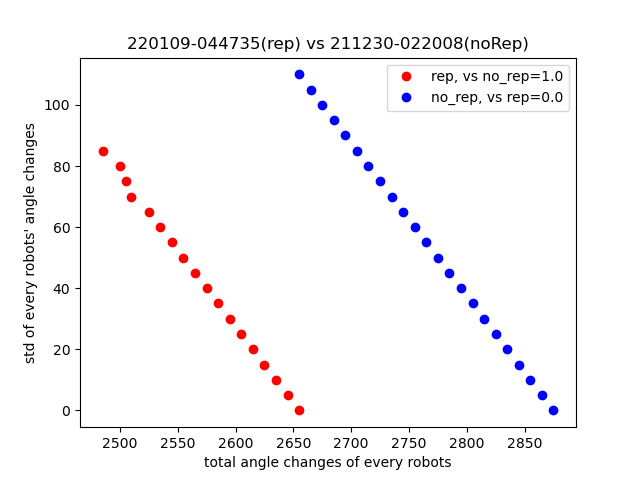 220109-044735(rep) vs 211230-022008(noRep)
rep, vs no_rep=1.0
no_rep, vs rep=0.0
std of every robots' angle changes
100
80
60
40
20
0
2500 2550 2600 2650 2700 2750 2800 2850
total angle changes of every robots